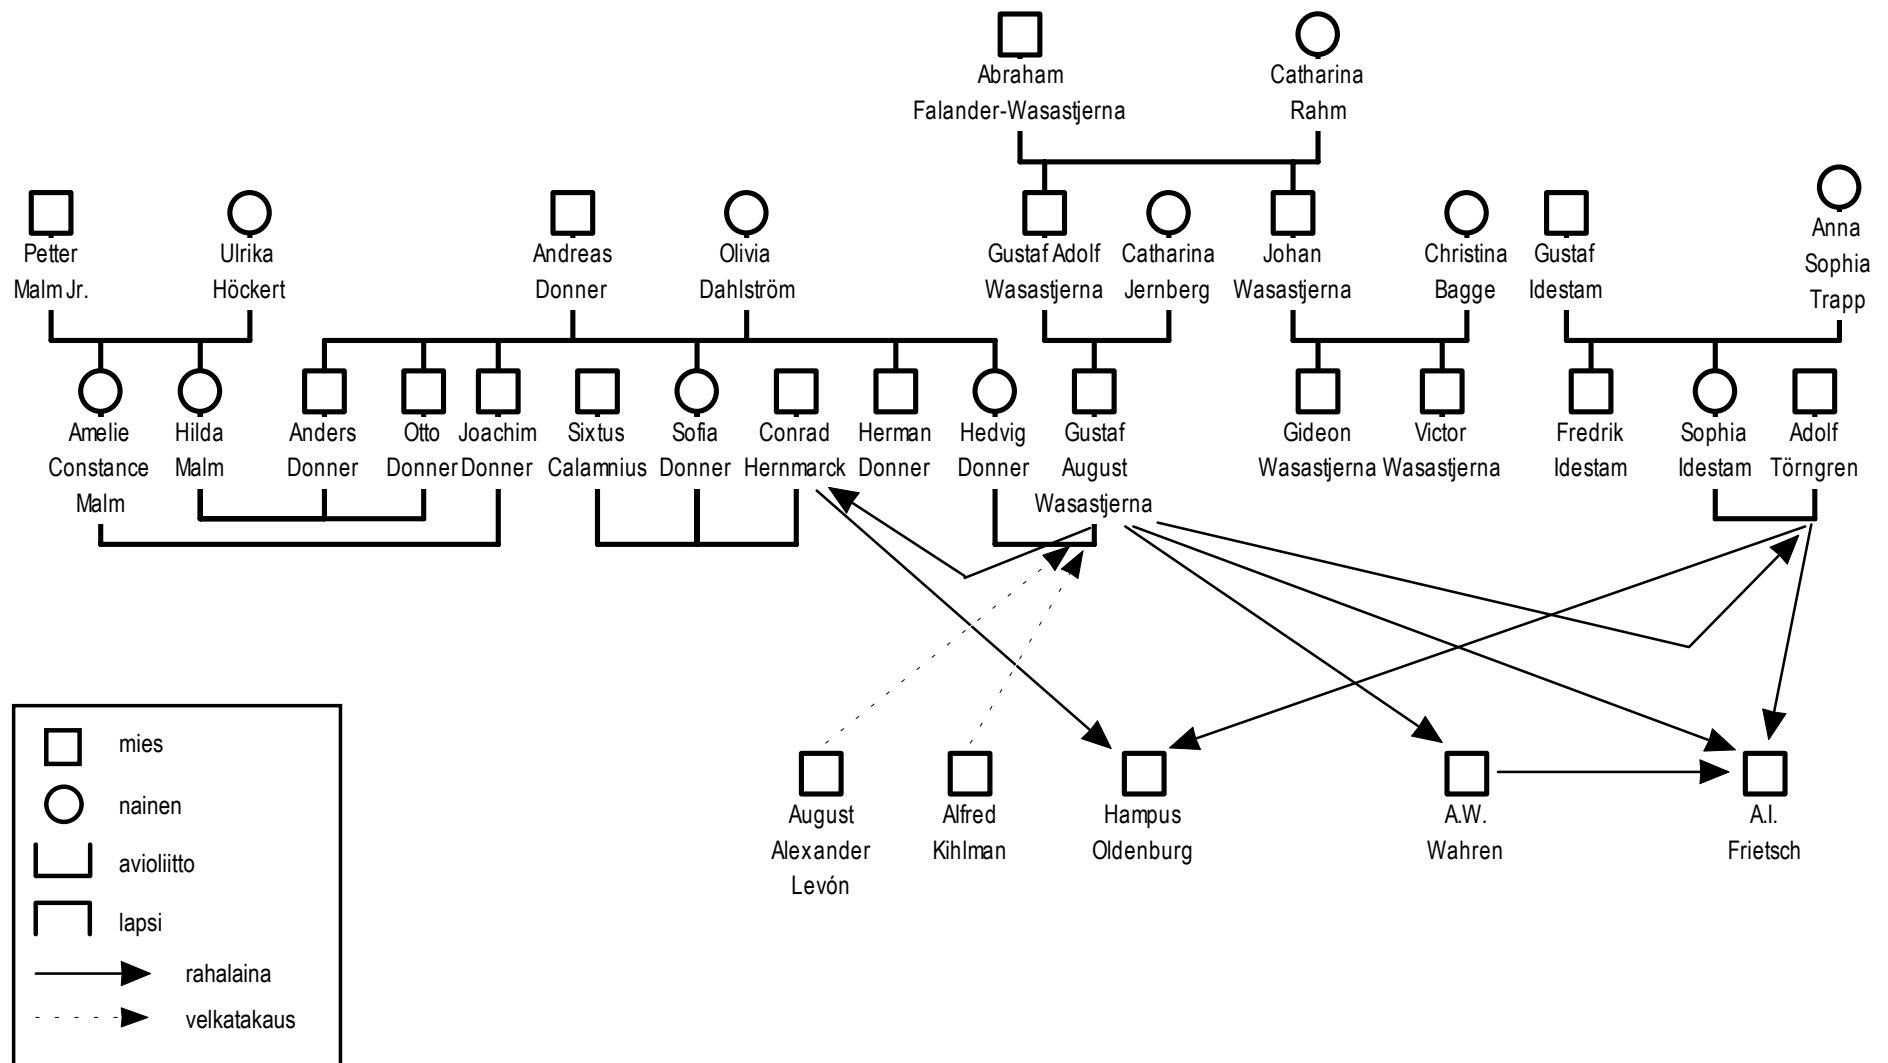 Abraham
Falander-Wasastjerna
Catharina
Rahm
Petter
Malm Jr.
Ulrika
Höckert
Andreas
Donner
Olivia
Dahlström
Gustaf Adolf
Wasastjerna
Catharina
Jernberg
Johan
Wasastjerna
Christina
Bagge
Gustaf
Idestam
Anna
Sophia
Trapp
Amelie
Constance
Malm
Hilda
Malm
Anders
Donner
Otto
Donner
Joachim
Donner
Sixtus
Calamnius
Sofia
Donner
Conrad
Hernmarck
Herman
Donner
Hedvig
Donner
Gustaf
August
Wasastjerna
Gideon
Wasastjerna
Victor
Wasastjerna
Fredrik
Idestam
Sophia
Idestam
Adolf
Törngren
August
Alexander
Levón
Alfred
Kihlman
Hampus
Oldenburg
A.W.
Wahren
A.I.
Frietsch
mies
nainen
avioliitto
lapsi
rahalaina
velkatakaus